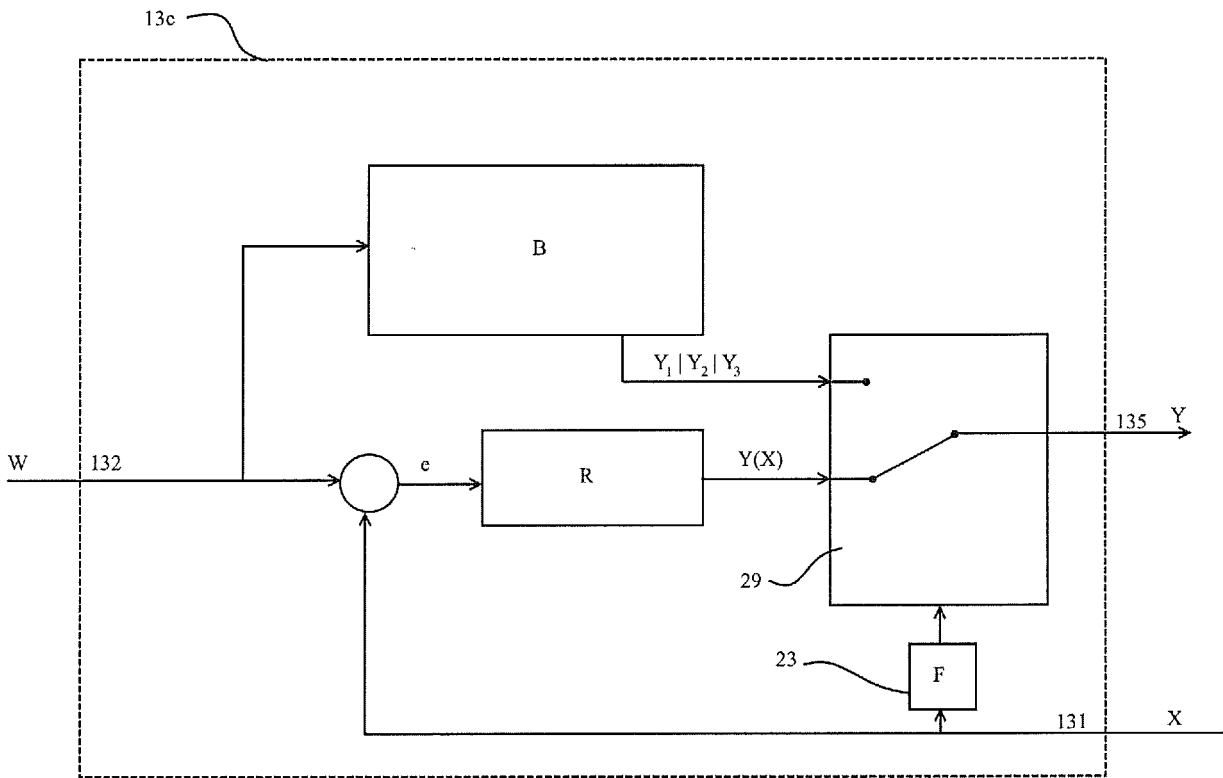 13c
B
Y₁ | Y₂ | Y₃
135 Y
W 132 e R Y(X)
29
23 F
131 X